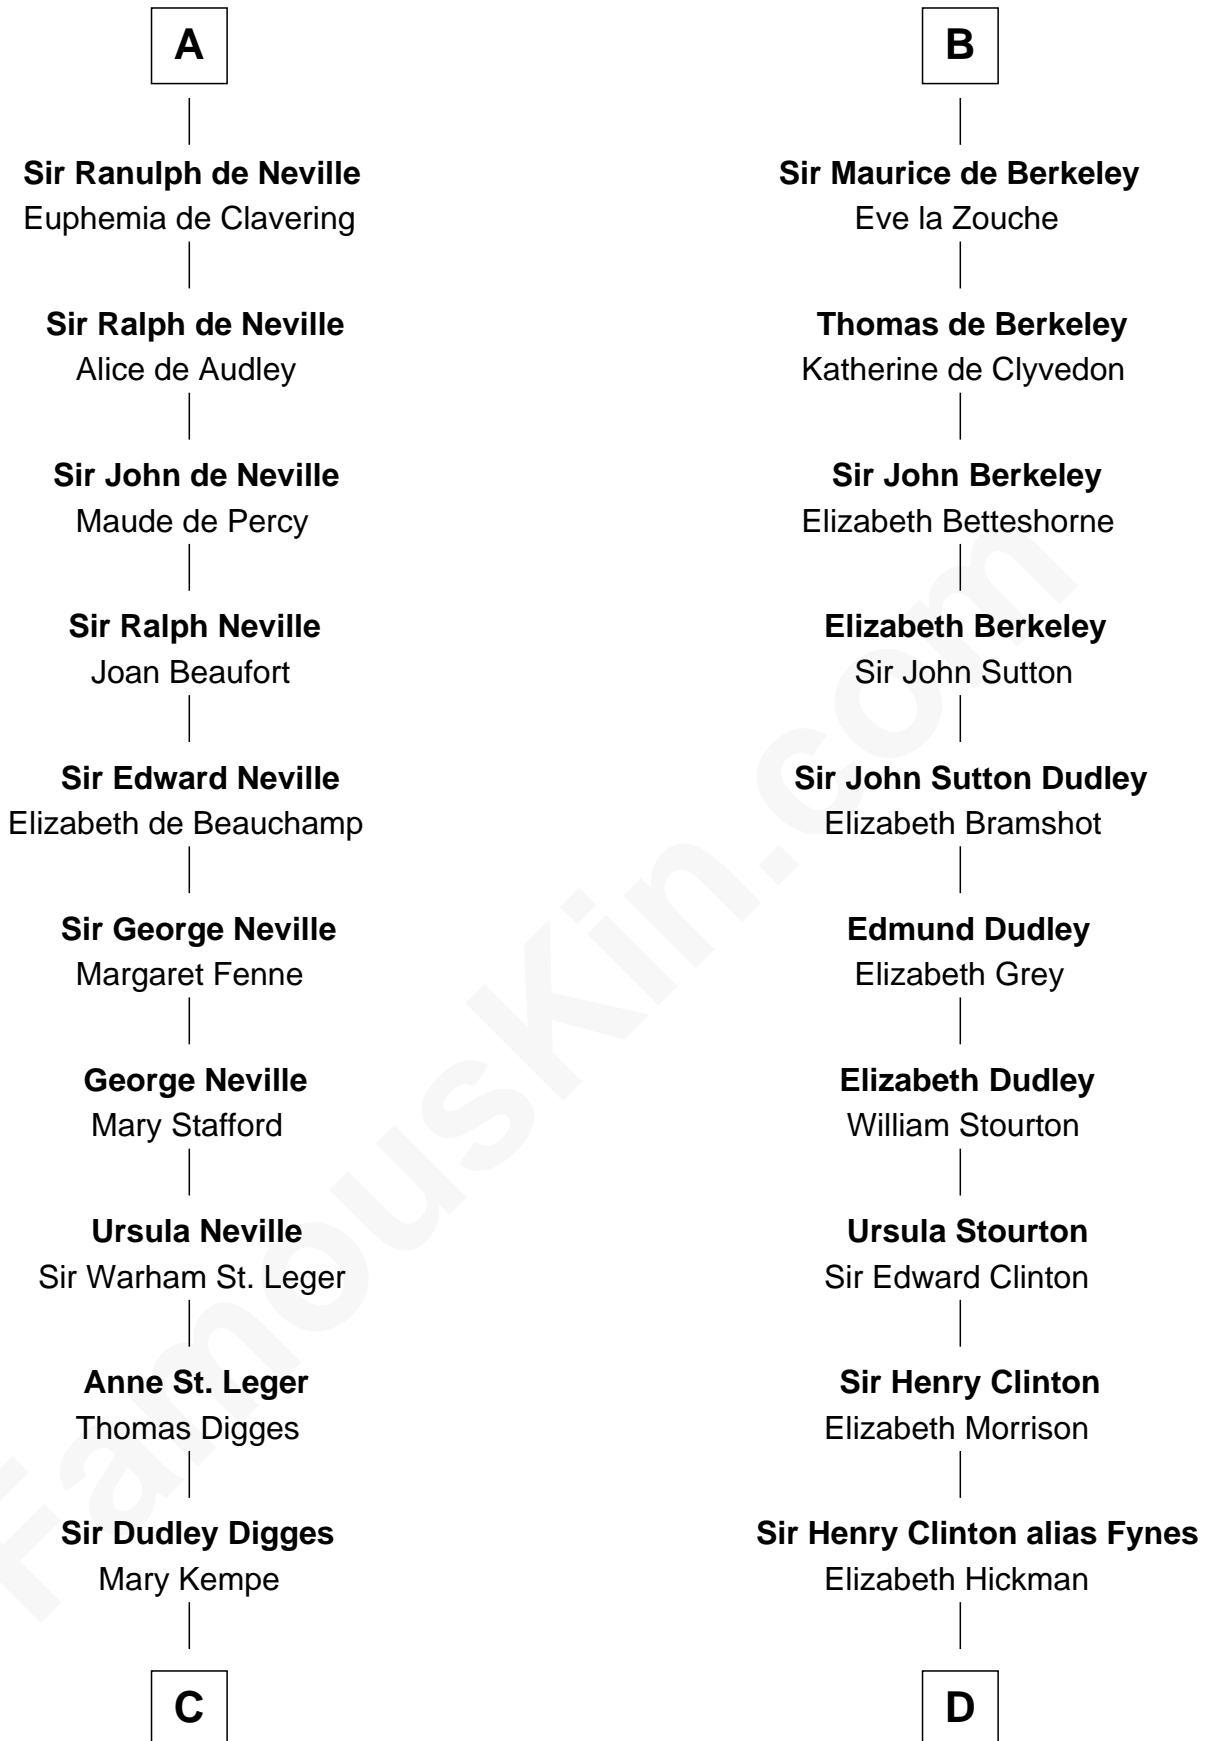 A
Sir Ranulph de Neville
Euphemia de Clavering
Sir Ralph de Neville
Alice de Audley
Sir John de Neville
Maude de Percy
Sir Ralph Neville
Joan Beaufort
Sir Edward Neville
Elizabeth de Beauchamp
Sir George Neville
Margaret Fenne
George Neville
Mary Stafford
Ursula Neville
Sir Warham St. Leger
Anne St. Leger
Thomas Digges
Sir Dudley Digges
Mary Kempe
C
B
Sir Maurice de Berkeley
Eve la Zouche
Thomas de Berkeley
Katherine de Clyvedon
Sir John Berkeley
Elizabeth Betteshorne
Elizabeth Berkeley
Sir John Sutton
Sir John Sutton Dudley
Elizabeth Bramshot
Edmund Dudley
Elizabeth Grey
Elizabeth Dudley
William Stourton
Ursula Stourton
Sir Edward Clinton
Sir Henry Clinton
Elizabeth Morrison
Sir Henry Clinton alias Fynes
Elizabeth Hickman
D
FamousKin.com